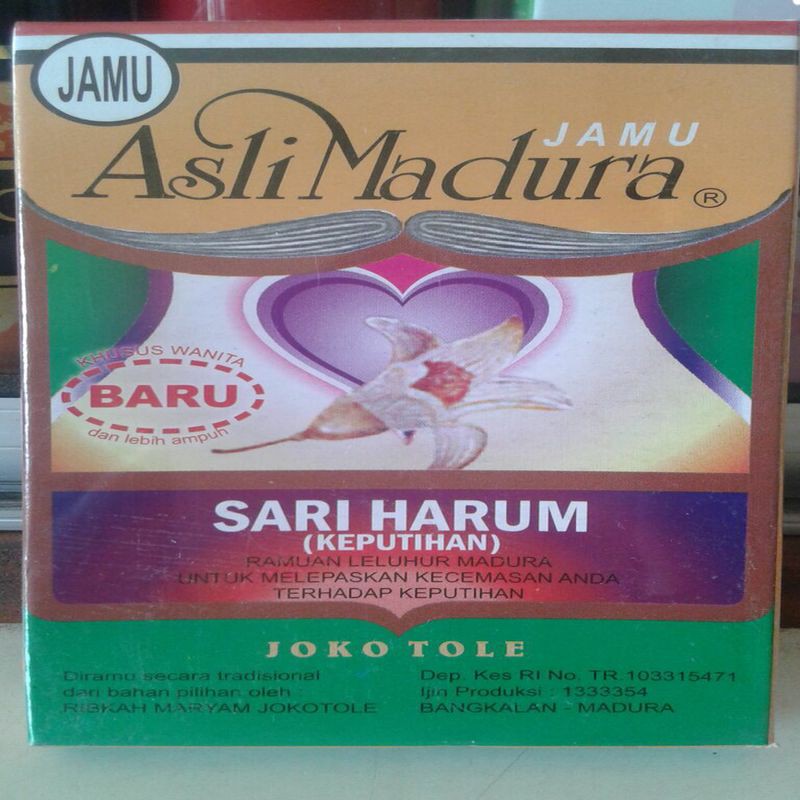 JAMU
JAMU
Asli Madura ®
KHUSUS WANITA
BARU
dan lebih ampuh
SARI HARUM
(KEPUTIHAN)
RAMUAN LELUHUR MADURA
UNTUK MELEPASKAN KECEMASAN ANDA
TERHADAP KEPUTIHAN
JOKO TOLE
Diramu secara tradisional
dari bahan pilihan oleh :
RISKAH MARYAM JOKOTOLE
Dep. Kes RI No. TR.103315471
Ijin Produksi : 1333354
BANGKALAN - MADURA